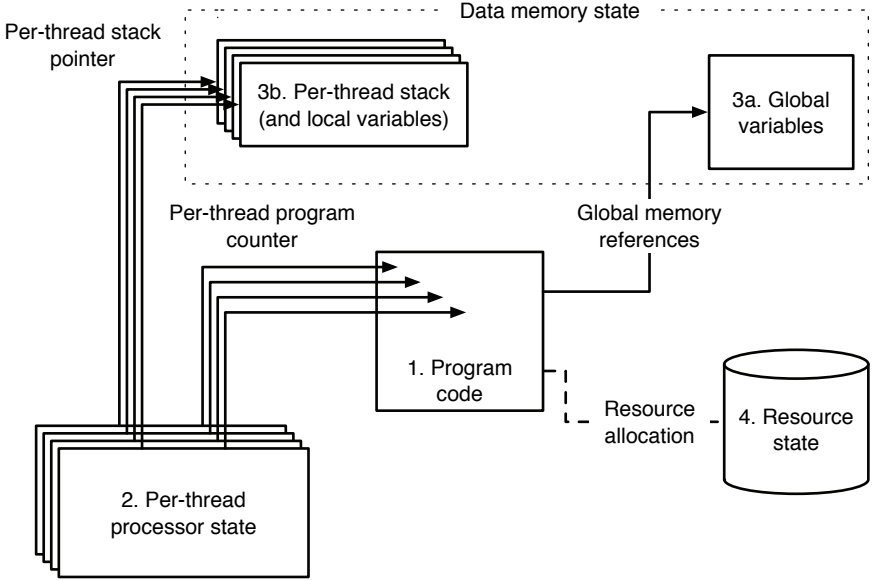 Data memory state
Per-thread stack
pointer
3b. Per-thread stack
(and local variables)
3a. Global
variables
Per-thread program
counter
Global memory
references
1. Program
code
Resource
allocation
4. Resource
state
2. Per-thread
processor state